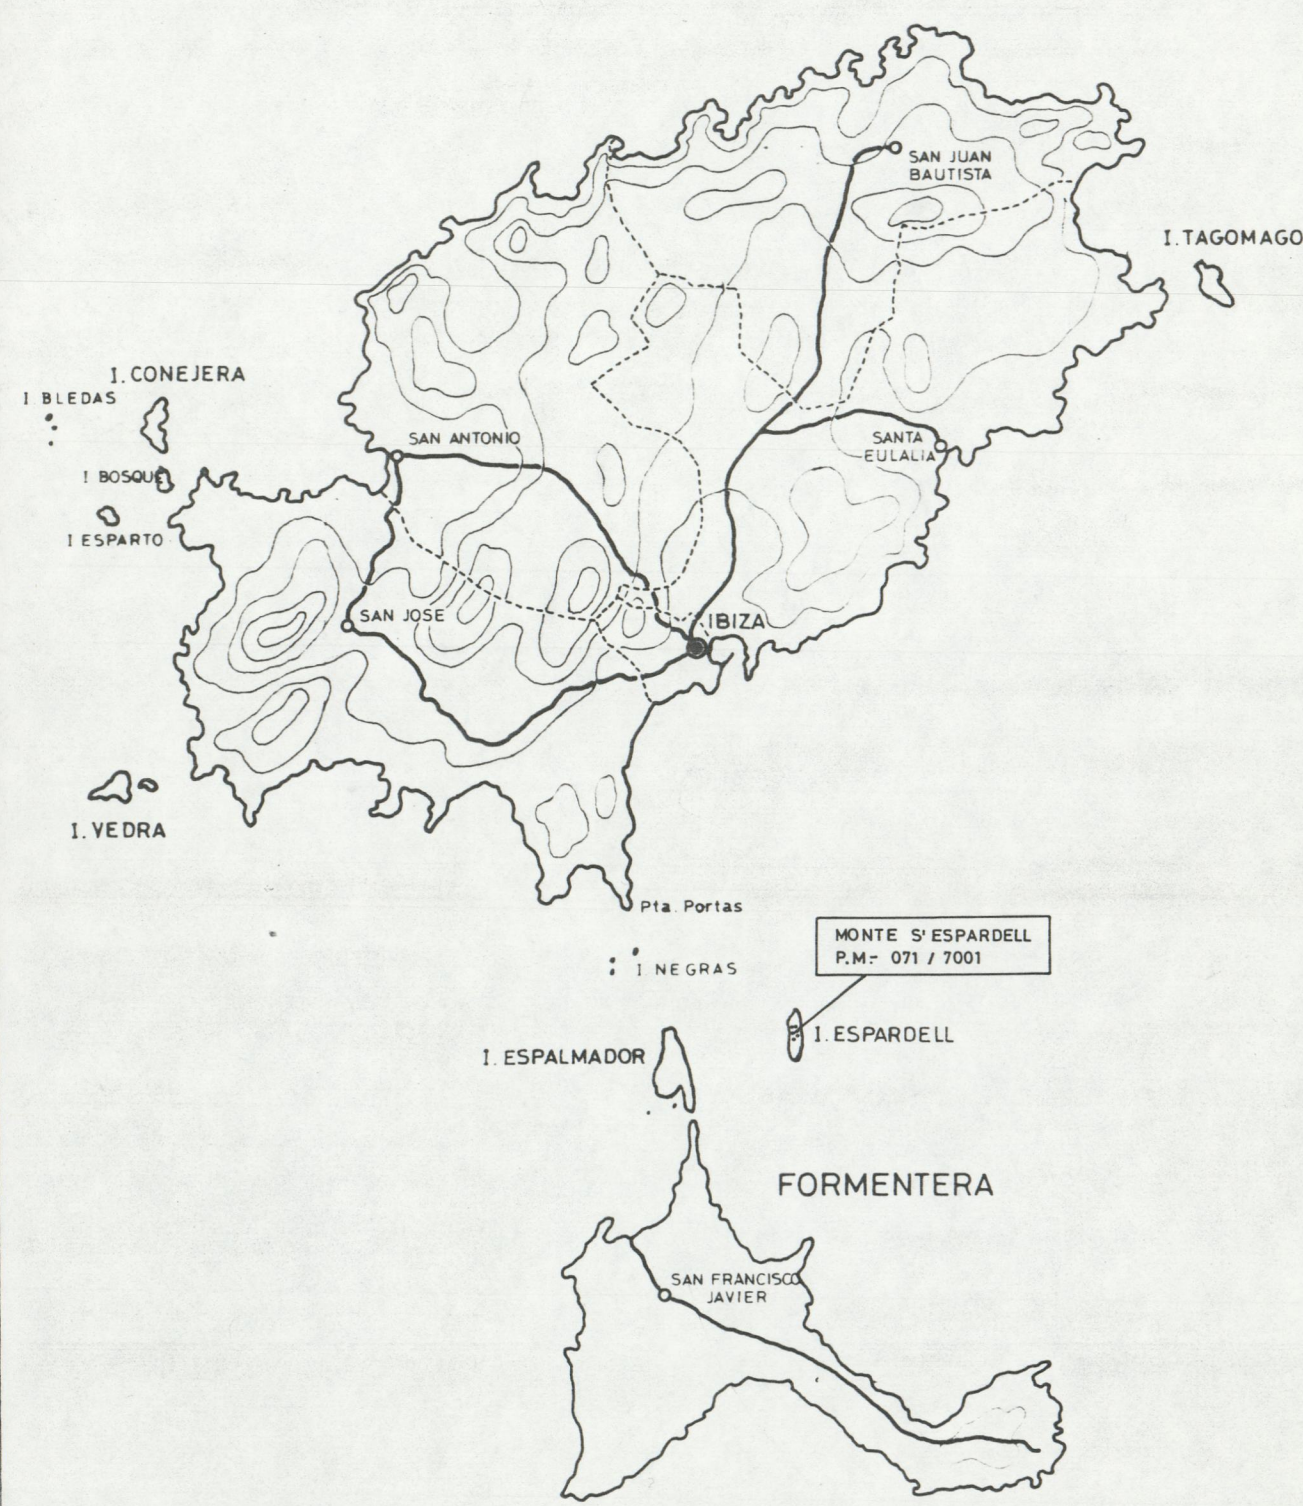 SAN JUAN
BAUTISTA
I. TAGOMAGO
I. CONEJERA
I BLEDAS
SAN ANTONIO
SANTA
EULALIA
I BOSQUE
I ESPARTO
SAN JOSE
IBIZA
I. VEDRA
Pta. Portas
MONTE S' ESPARDELL
P.M.- 071 / 7001
I NEGRAS
I. ESPARDELL
I. ESPALMADOR
FORMENTERA
SAN FRANCISCO
JAVIER